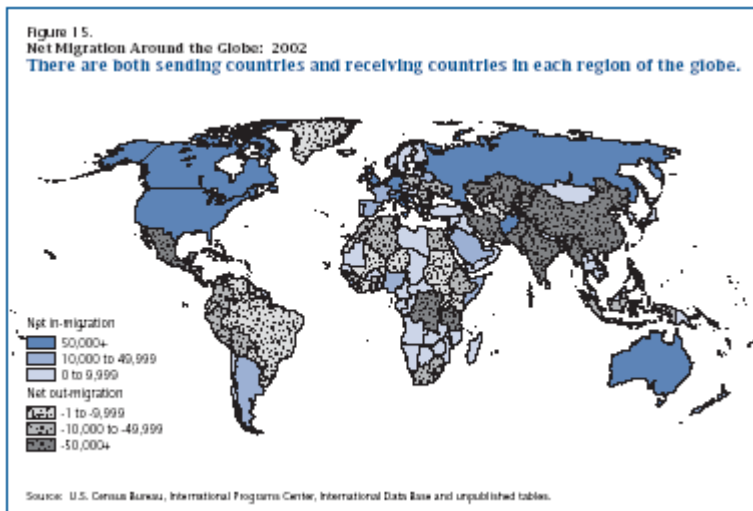 Figure 15.
Net Migration Around the Globe: 2002
There are both sending countries and receiving countries in each region of the globe.
Net in-migration
50,000+
10,000 to 49,999
0 to 9,999
Net out-migration
-1 to -9,999
-10,000 to -49,999
-50,000+
Source: U.S. Census Bureau, International Programs Center, International Data Base and unpublished tables.